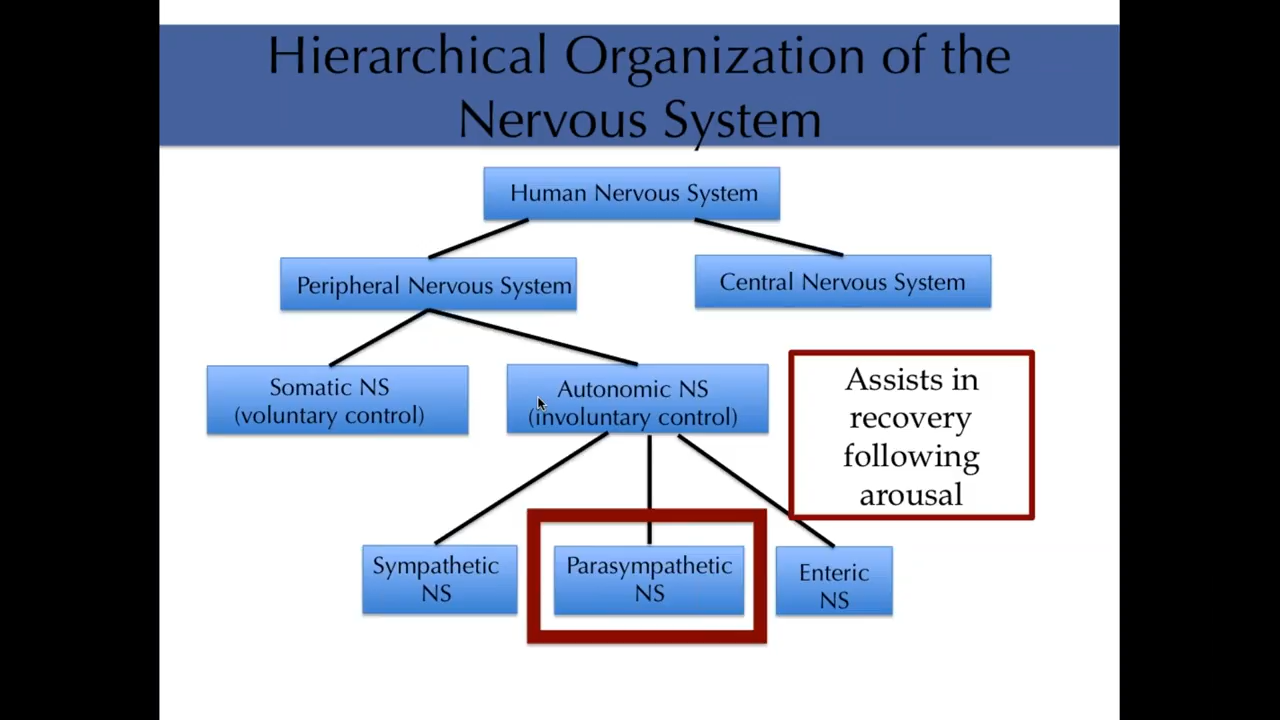 Hierarchical Organization of the
Nervous System
Human Nervous System
Peripheral Nervous System
Central Nervous System
Somatic NS
(voluntary control)
Autonomic NS
(involuntary control)
Assists in
recovery
following
arousal
Sympathetic
NS
Parasympathetic
NS
Enteric
NS